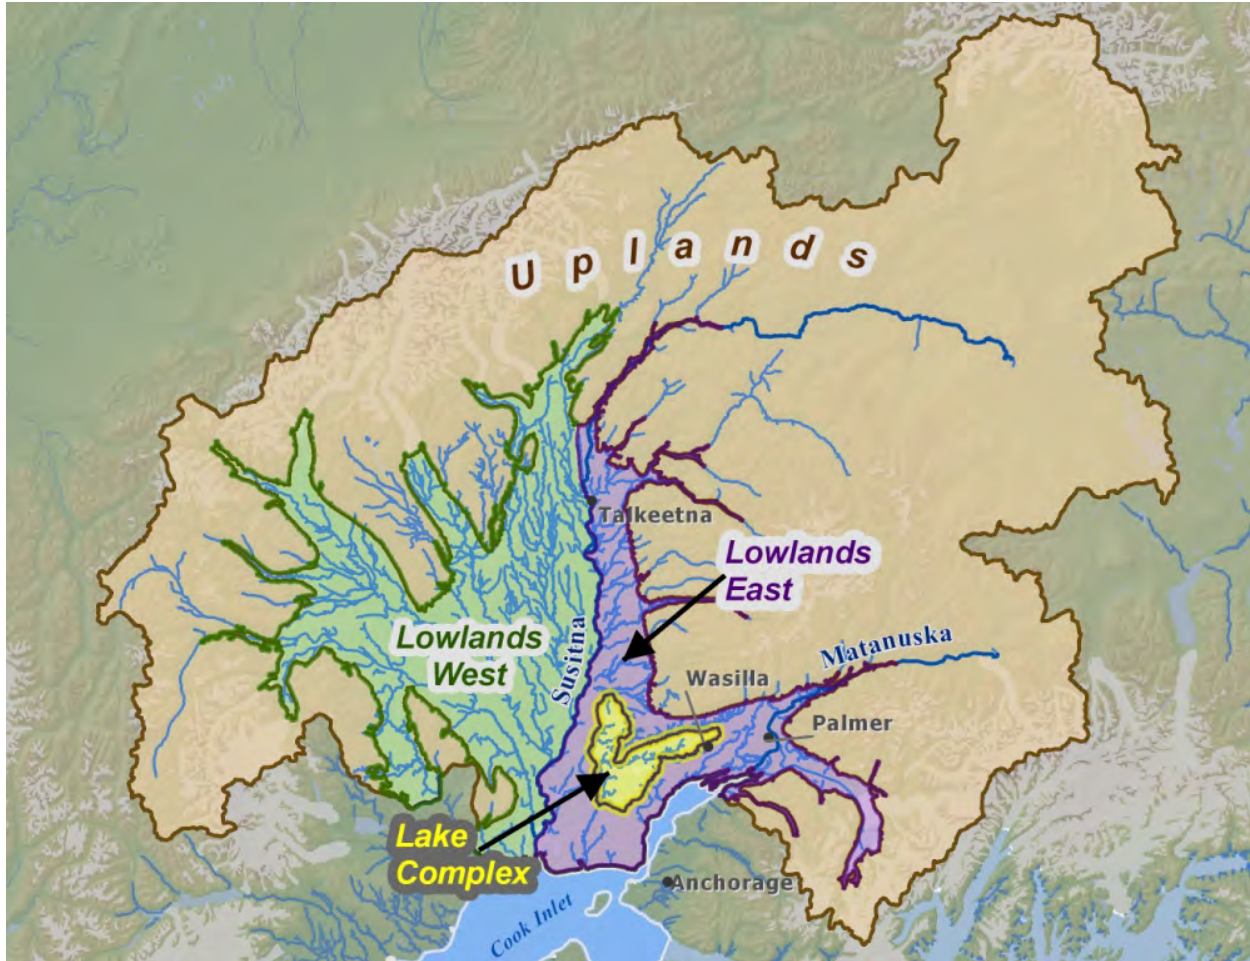 Uplands
Talkeetna
Lowlands
East
Lowlands
West
Susitna
Matanuska
Wasilla
Palmer
Lake
Complex
Anchorage
Cook Inlet